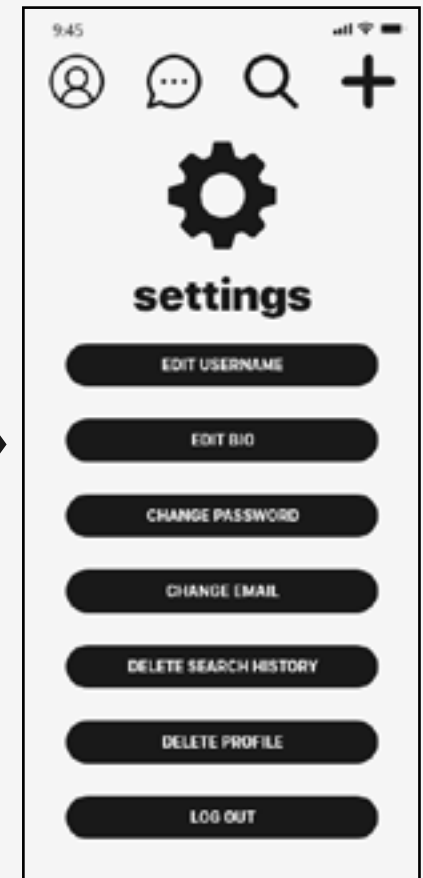 9:45
settings
EDIT USERNAME
EDIT BIO
CHANGE PASSWORD
CHANGE EMAIL
DELETE SEARCH HISTORY
DELETE PROFILE
LOG OUT